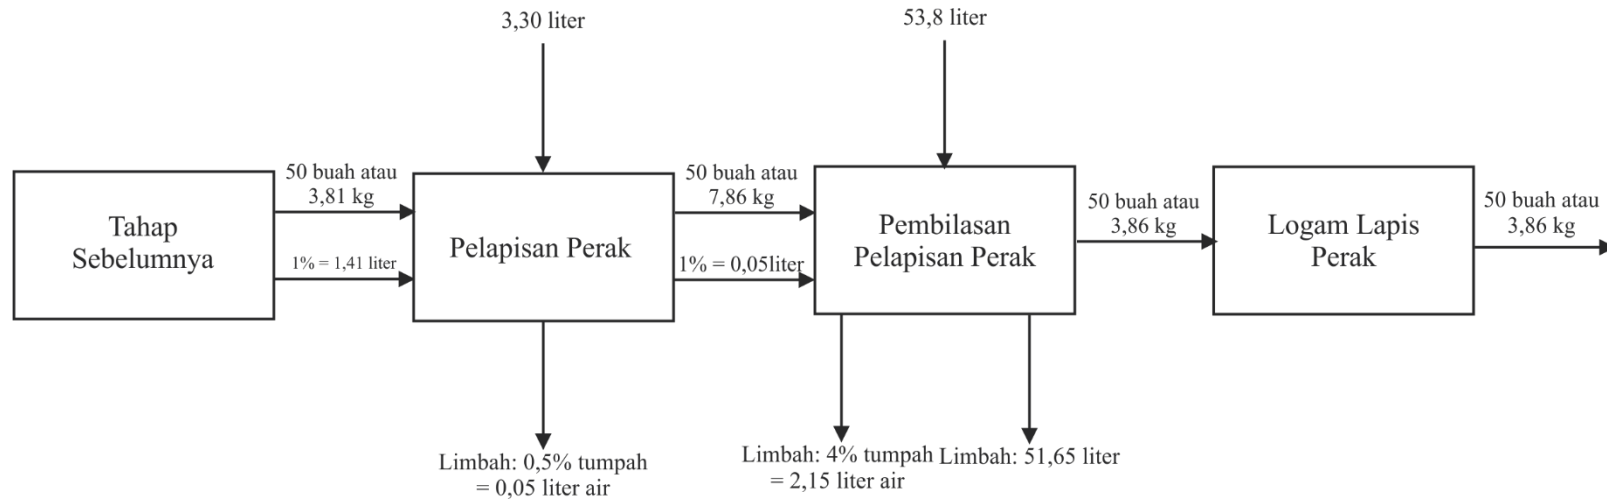 3,30 liter
53,8 liter
Tahap
Sebelumnya
50 buah atau
3,81 kg
1% = 1,41 liter
Pelapisan Perak
50 buah atau
7,86 kg
1% = 0,05liter
Pembilasan
Pelapisan Perak
50 buah atau
3,86 kg
Logam Lapis
Perak
50 buah atau
3,86 kg
Limbah: 0,5% tumpah
= 0,05 liter air
Limbah: 4% tumpah
= 2,15 liter air
Limbah: 51,65 liter